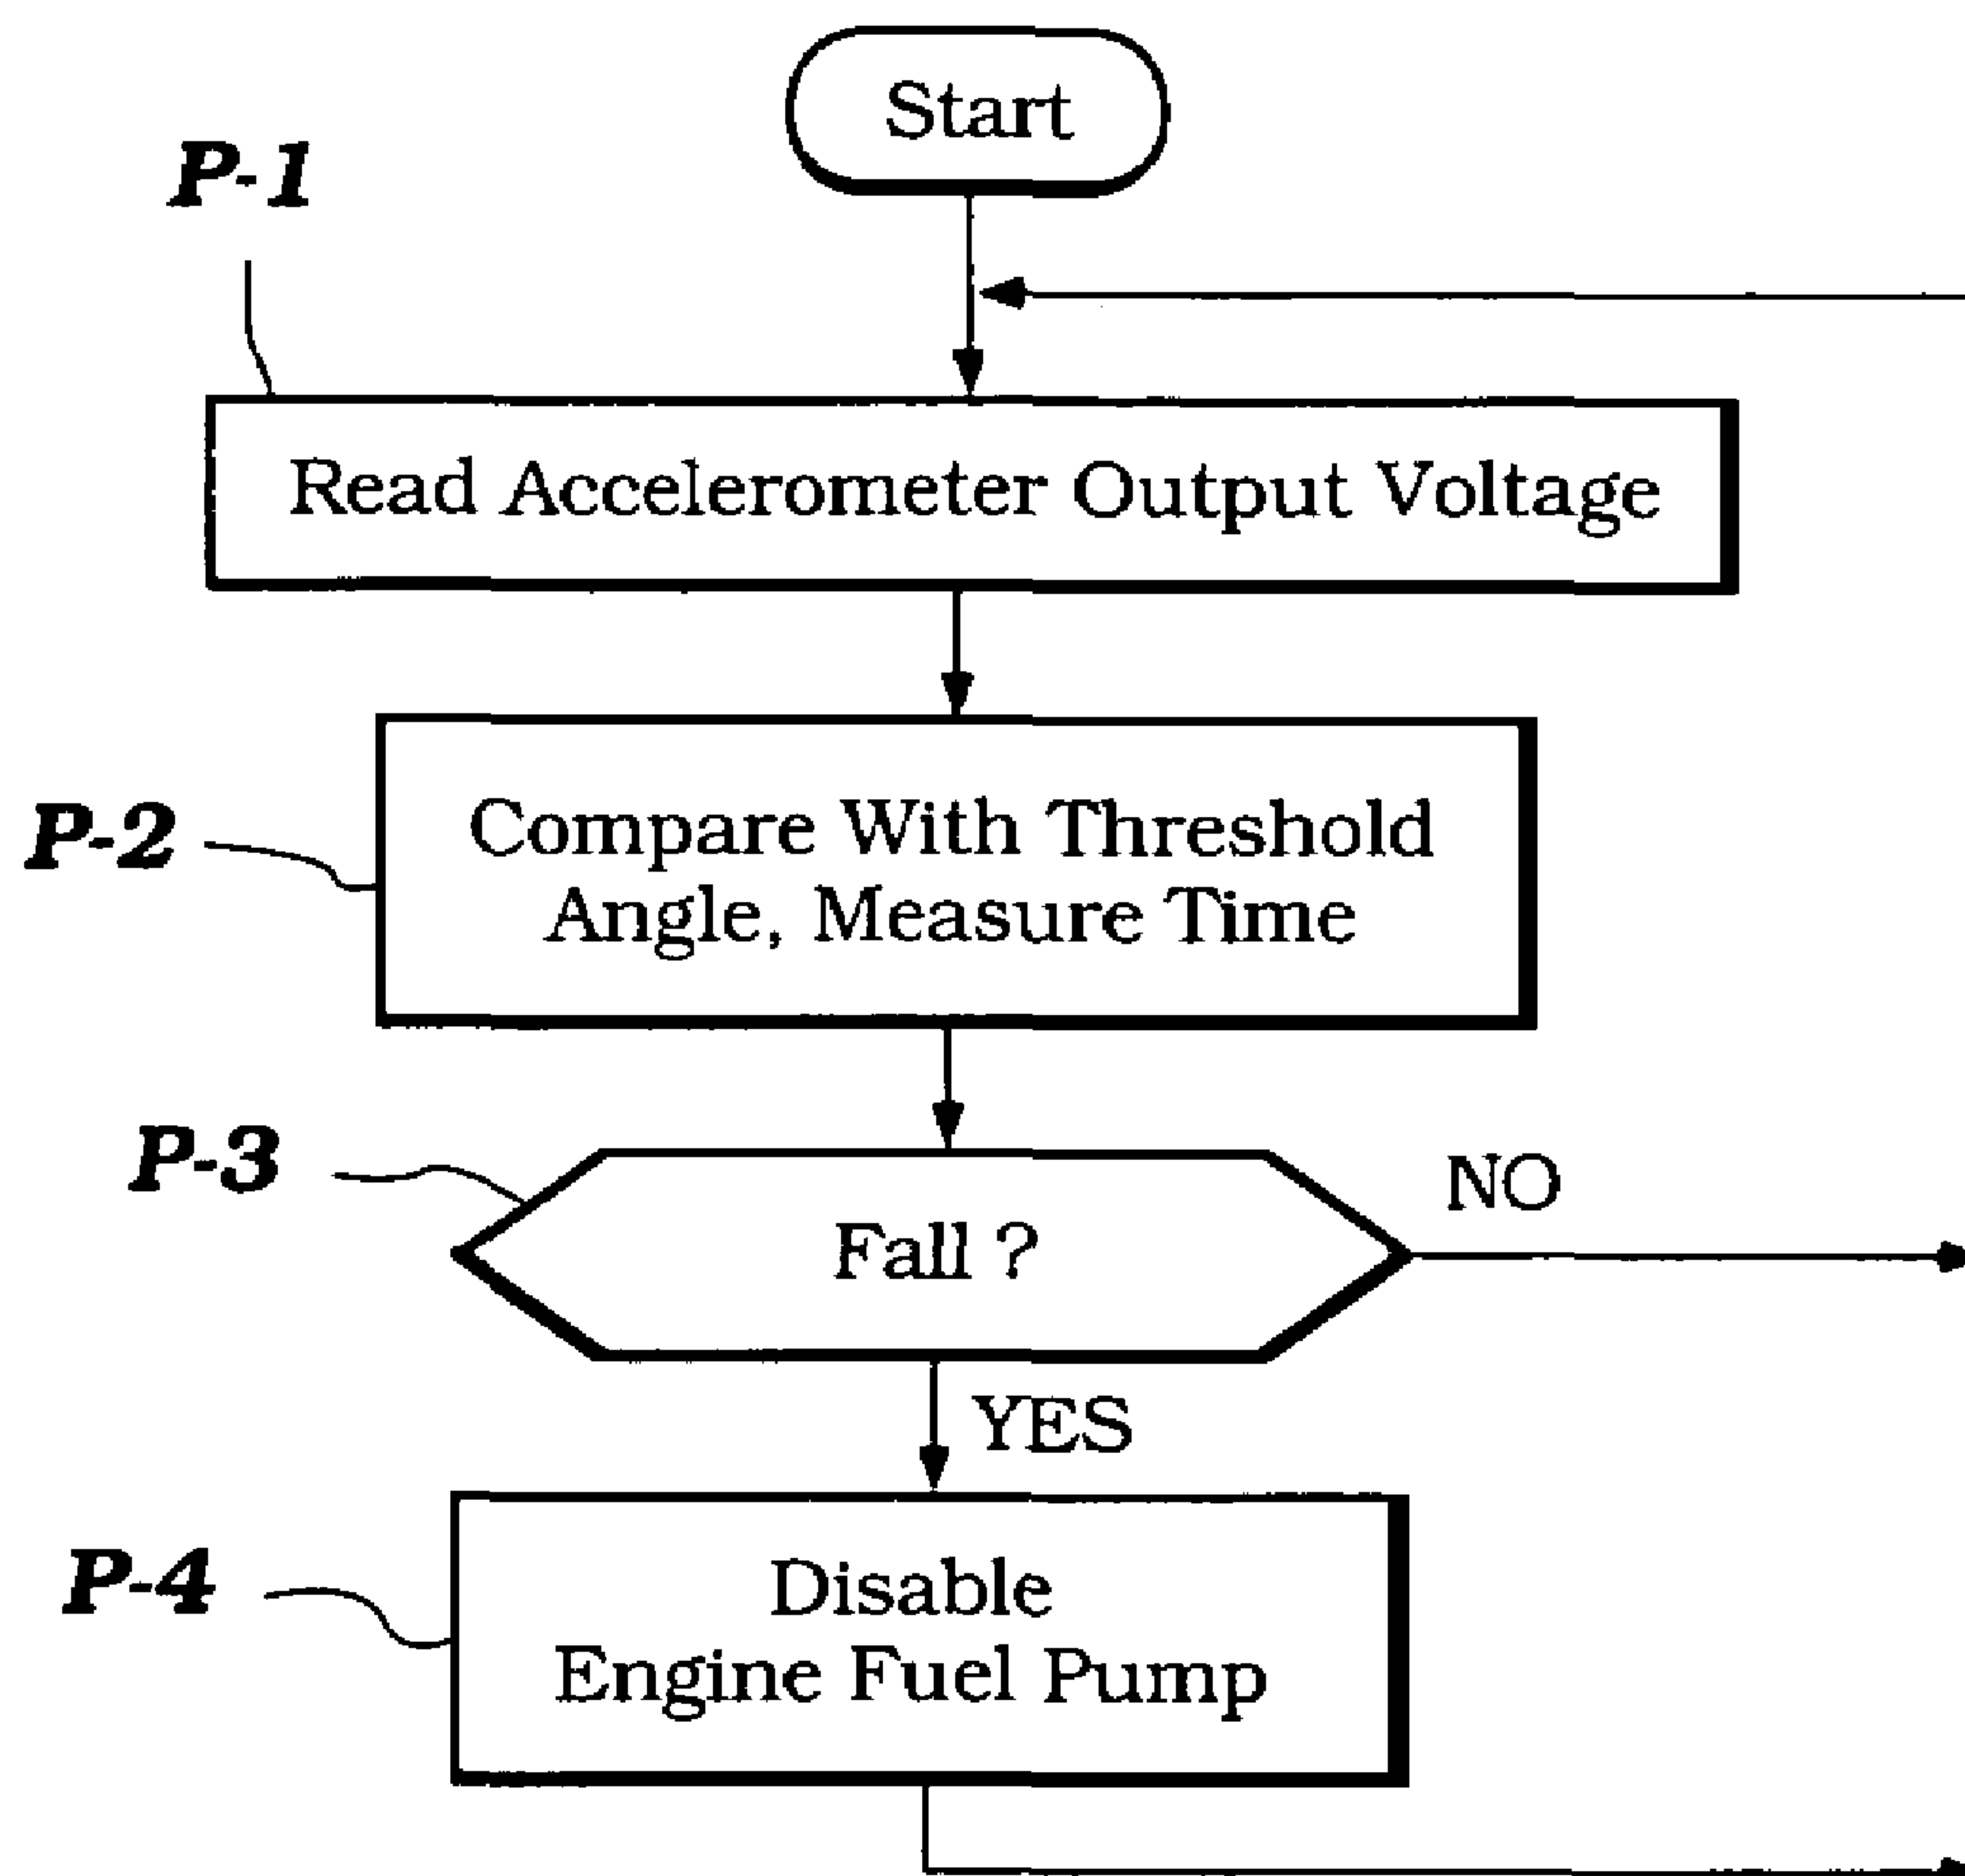 Start
P-1
Read Accelerometer Output Voltage
P-2
Compare With Threshold
Angle, Measure Time
P-3
Fall ?
NO
YES
P-4
Disable
Engine Fuel Pump